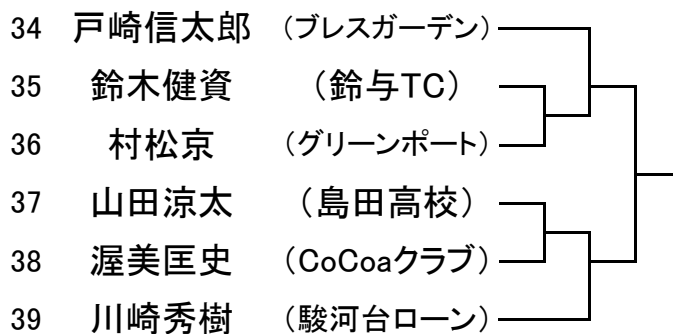 34 戸崎信太郎 （ブレスガーデン）
35 鈴木健資 （鈴与TC）
36 村松京 （グリーンポート）
37 山田涼太 （島田高校）
38 渥美匡史 （CoCoaクラブ）
39 川崎秀樹 （駿河台ローン）